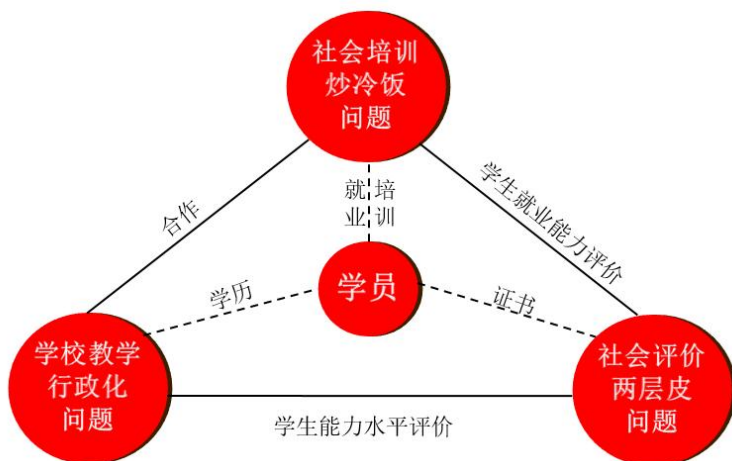 社会培训
炒冷饭
问题
就业
培训
合作
学生就业能力评价
学历
学员
证书
学校教学
行政化
问题
社会评价
两层皮
问题
学生能力水平评价